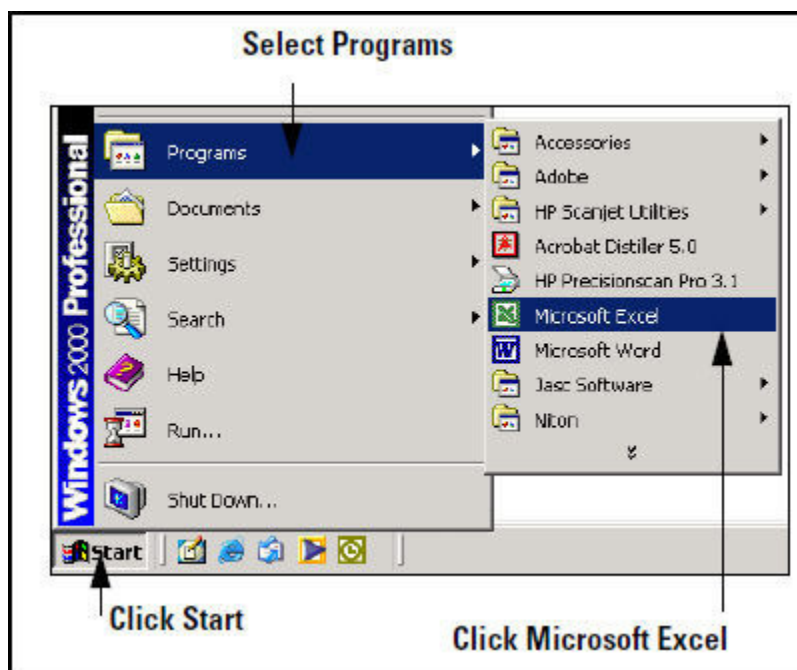 Select Programs
Windows 2000 Professional
Programs
Documents
Settings
Search
Help
Run...
Shut Down...
Accessories
Adobe
HP Scanjet Utilities
Acrobat Distiller 5.0
HP Precisionscan Pro 3.1
Microsoft Excel
Microsoft Word
Jasc Software
Niton
Start
Click Start
Click Microsoft Excel